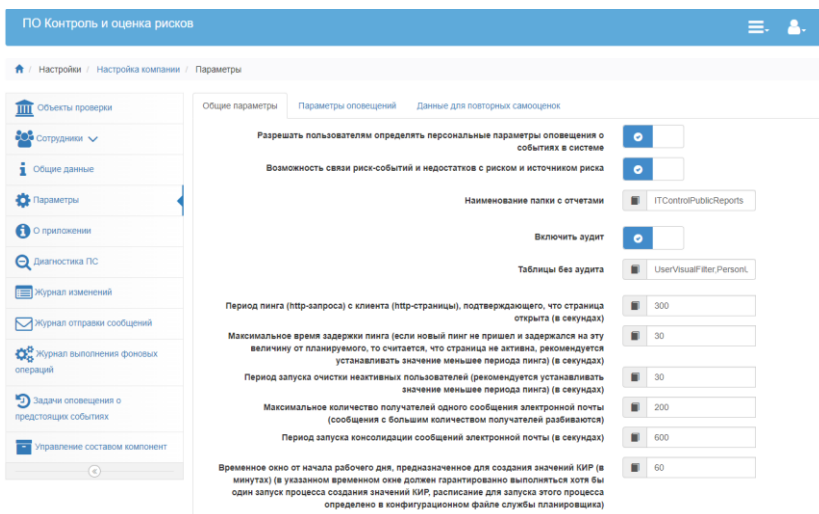 ПО Контроль и оценка рисков
/ Настройки / Настройка компании / Параметры
Объекты проверки
Сотрудники
Общие данные
Параметры
О приложении
Диагностика ПС
Журнал изменений
Журнал отправки сообщений
Журнал выполнения фоновых
операций
Задачи оповещения о
предстоящих событиях
Управление составом компонент
Общие параметры Параметры оповещений Данные для повторных самооценок
Разрешать пользователям определять персональные параметры оповещения о
событиях в системе
Возможность связи риск-событий и недостатков с риском и источником риска
Наименование папки с отчетами ITControlPublicReports
Включить аудит
Таблицы без аудита UserVisualFilter,PersonL
Период пинга (http-запроса) с клиента (http-страницы), подтверждающего, что страница
открыта (в секундах) 300
Максимальное время задержки пинга (если новый пинг не пришел и задержался на эту
величину от планируемого, то считается, что страница не активна, рекомендуется
устанавливать значение меньшее периода пинга) (в секундах) 30
Период запуска очистки неактивных пользователей (рекомендуется устанавливать
значение меньшее периода пинга) (в секундах) 30
Максимальное количество получателей одного сообщения электронной почты
(сообщения с большим количеством получателей разбиваются) 200
Период запуска консолидации сообщений электронной почты (в секундах) 600
Временное окно от начала рабочего дня, предназначенное для создания значений КИР (в
минутах) (в указанном временном окне должен гарантированно выполняться хотя бы
один запуск процесса создания значений КИР, расписание для запуска этого процесса
определено в конфигурационном файле службы планировщика) 60